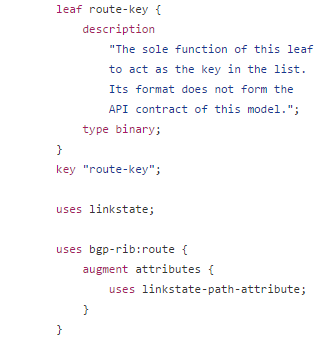 leaf route-key {
description
"The sole function of this leaf
to act as the key in the list.
Its format does not form the
API contract of this model.";
type binary;
}
key "route-key";
uses linkstate;
uses bgp-rib:route {
augment attributes {
uses linkstate-path-attribute;
}
}